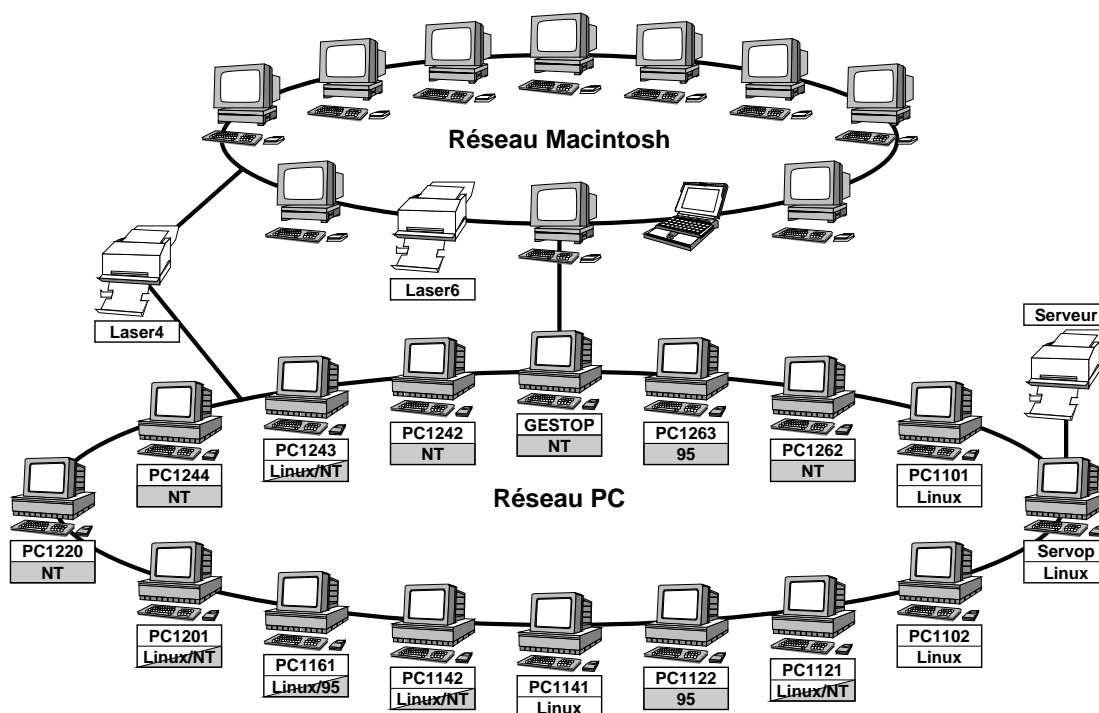 Réseau Macintosh
Laser6
Laser4
Serveur
PC1244
NT
PC1243
Linux/NT
PC1242
NT
GESTOP
NT
PC1263
95
PC1262
NT
PC1101
Linux
Réseau PC
PC1220
NT
Servop
Linux
PC1201
Linux/NT
PC1161
Linux/95
PC1142
Linux/NT
PC1141
Linux
PC1122
95
PC1121
Linux/NT
PC1102
Linux